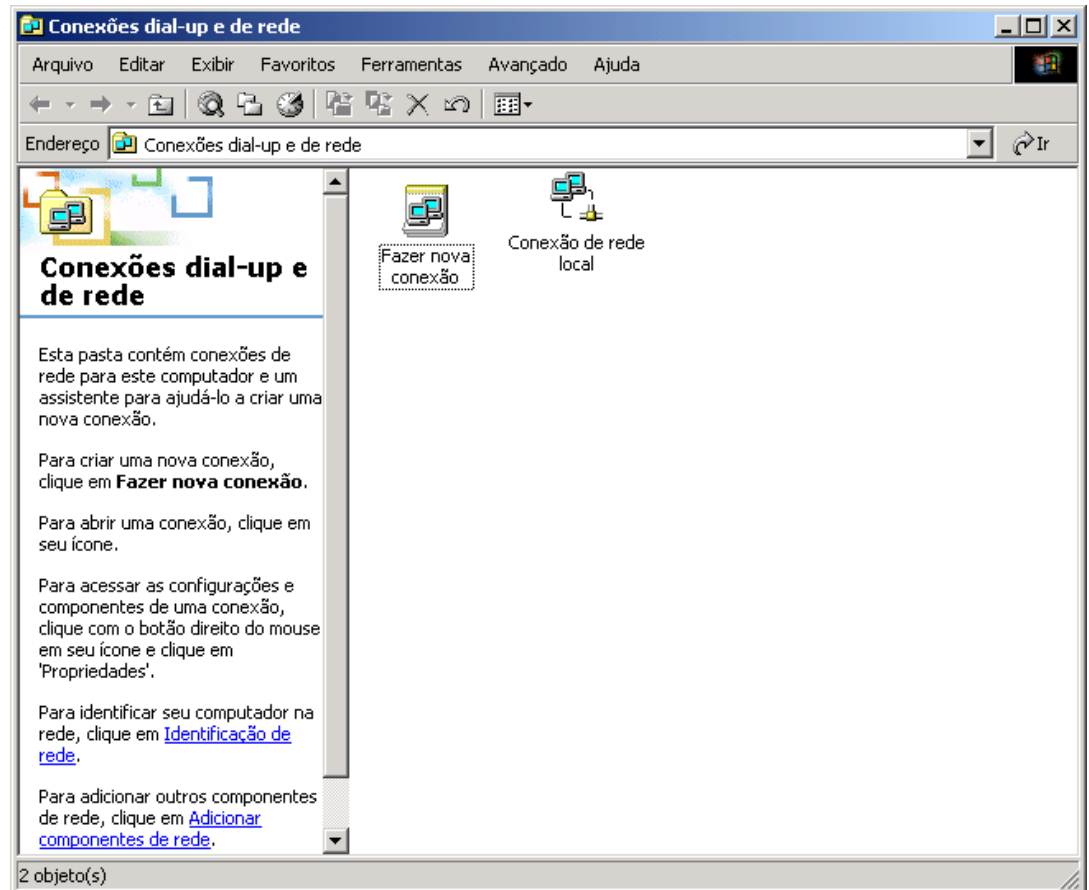 Conexões dial-up e de rede
Arquivo Editar Exibir Favoritos Ferramentas Avançado Ajuda
Endereço Conexões dial-up e de rede Ir
Conexões dial-up e
de rede
Esta pasta contém conexões de
rede para este computador e um
assistente para ajudá-lo a criar uma
nova conexão.
Para criar uma nova conexão,
clique em Fazer nova conexão.
Para abrir uma conexão, clique em
seu ícone.
Para acessar as configurações e
componentes de uma conexão,
clique com o botão direito do mouse
em seu ícone e clique em
'Propriedades'.
Para identificar seu computador na
rede, clique em Identificação de
rede.
Para adicionar outros componentes
de rede, clique em Adicionar
componentes de rede.
Fazer nova
conexão
Conexão de rede
local
2 objeto(s)